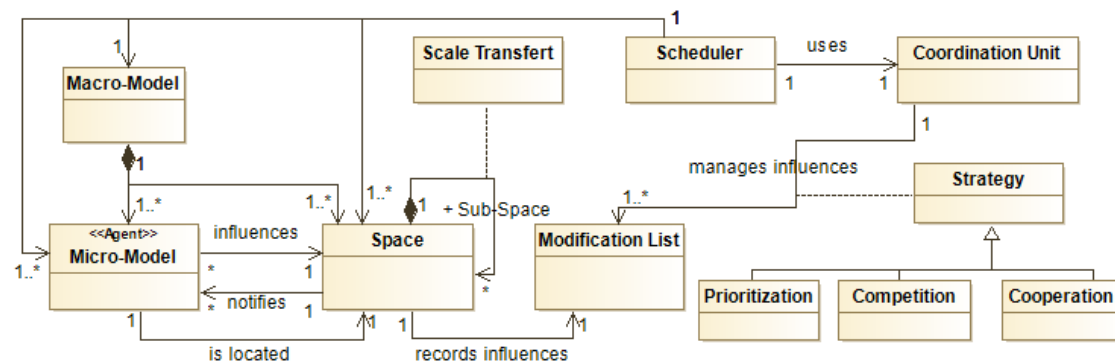 1
Scale Transfert
Scheduler
uses
Coordination Unit
1
Macro-Model
1
1
1
1
manages influences
Strategy
1..*
1..*
1..*
1
+ Sub-Space
1..*
<<Agent>>
Micro-Model
influences
Space
Modification List
1..*
*
1
*
Prioritization
Competition
Cooperation
*
notifies
1
1
1
1
1
is located
records influences